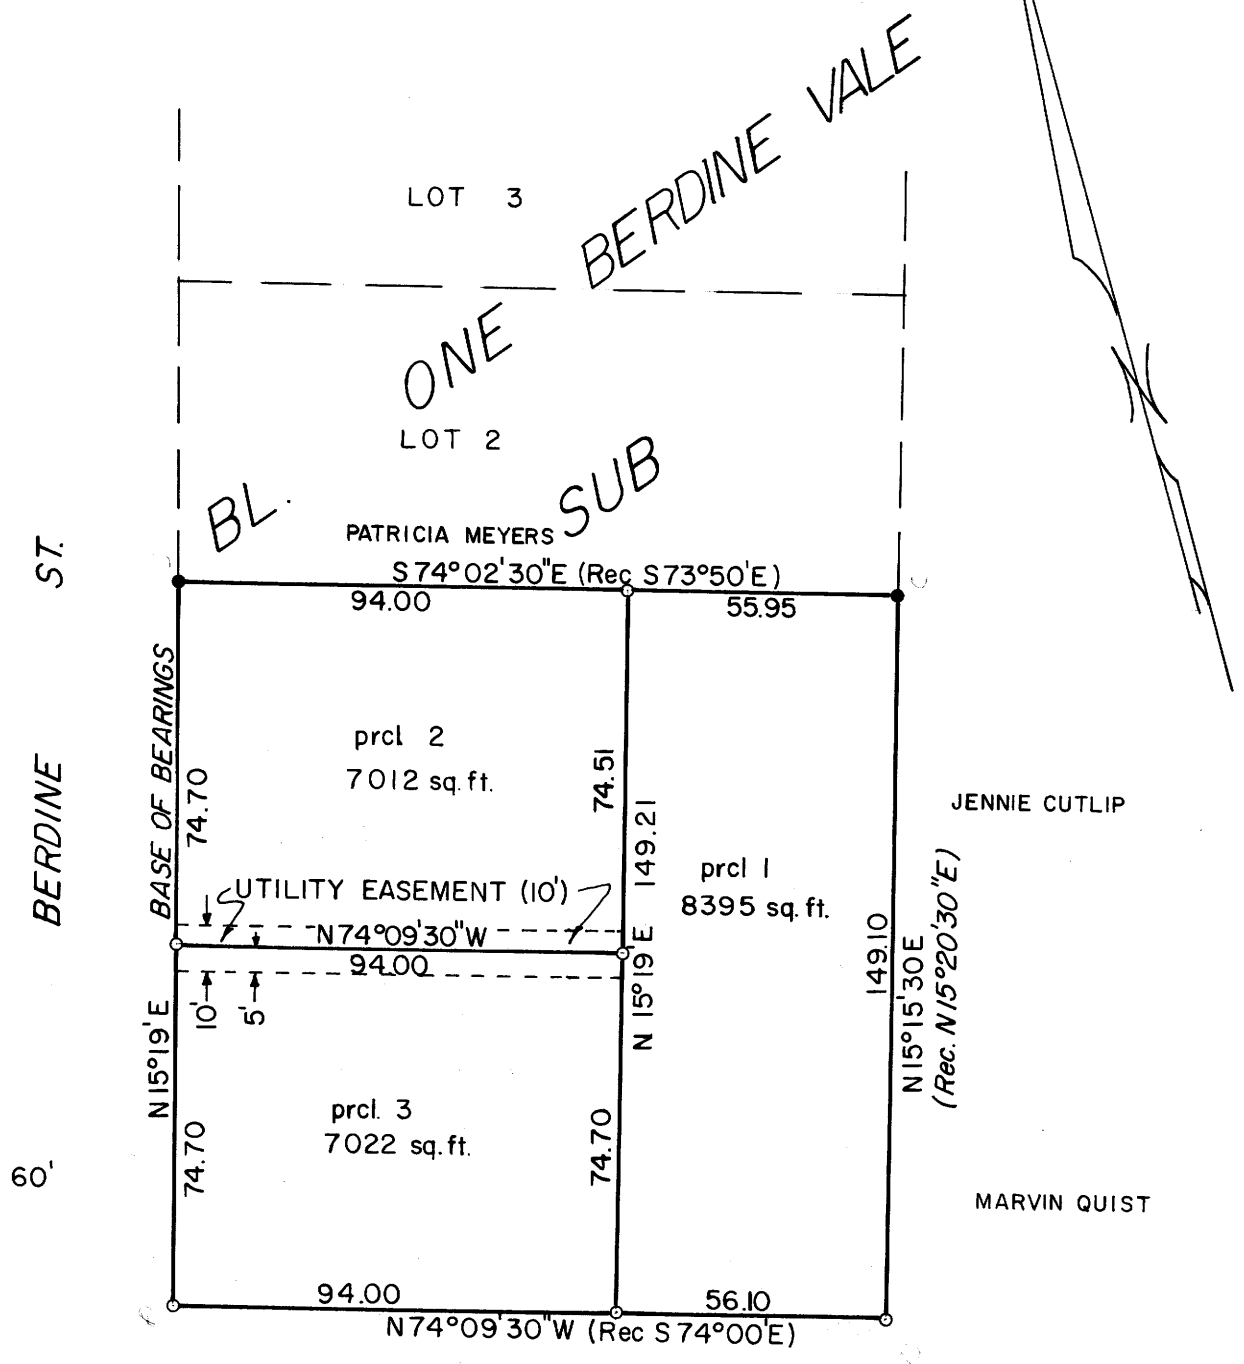 LOT 3
ONE BERDINE VALE
LOT 2
BL. SUB
PATRICIA MEYERS
S74°02'30"E (Rec S73°50'E)
94.00
55.95
BERDINE ST.
60'
BASE OF BEARINGS
N15°19'E
74.70
prcl 2
7012 sq.ft.
74.51
149.21
N 15°19'E
UTILITY EASEMENT (10')
N74°09'30"W
94.00
10'
5'
prcl 1
8395 sq.ft.
149.10
N15°15'30E
(Rec. N15°20'30"E)
JENNIE CUTLIP
prcl. 3
7022 sq.ft.
74.70
74.70
MARVIN QUIST
94.00
56.10
N74°09'30"W (Rec S74°00'E)